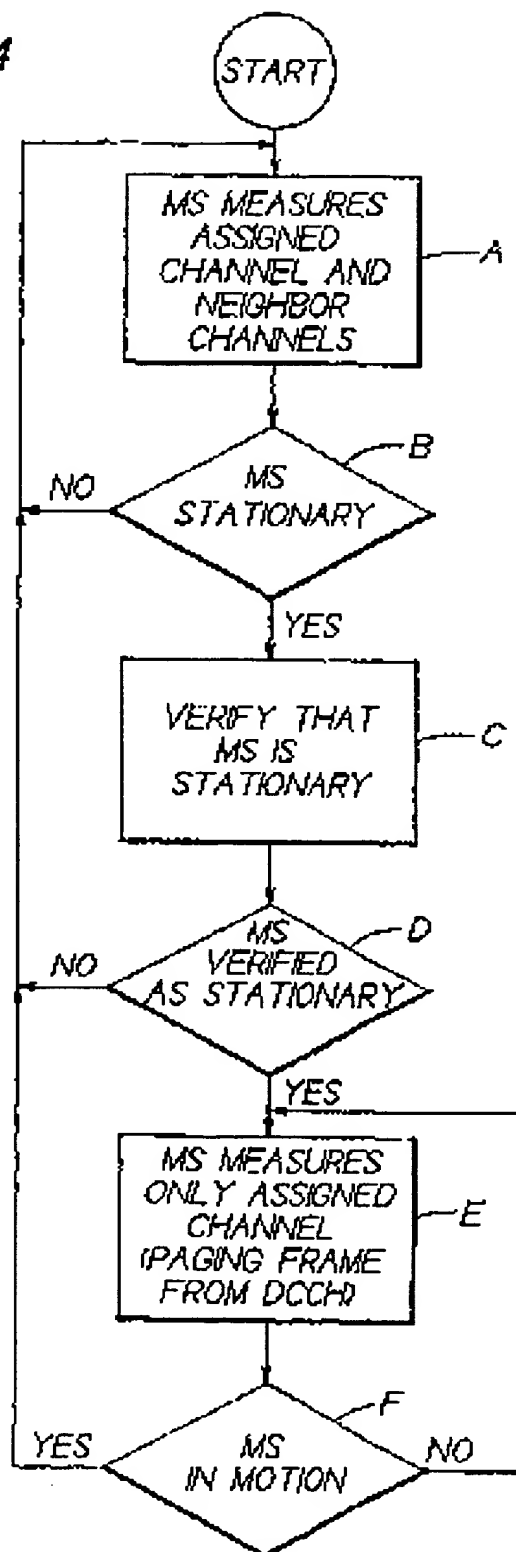 4
START
MS MEASURES
ASSIGNED
CHANNEL AND
NEIGHBOR
CHANNELS
A
B
MS
STATIONARY
NO
YES
VERIFY THAT
MS IS
STATIONARY
C
D
MS
VERIFIED
AS STATIONARY
NO
YES
MS MEASURES
ONLY ASSIGNED
CHANNEL
(PAGING FRAME
FROM DCCH)
E
F
YES
MS
IN MOTION
NO